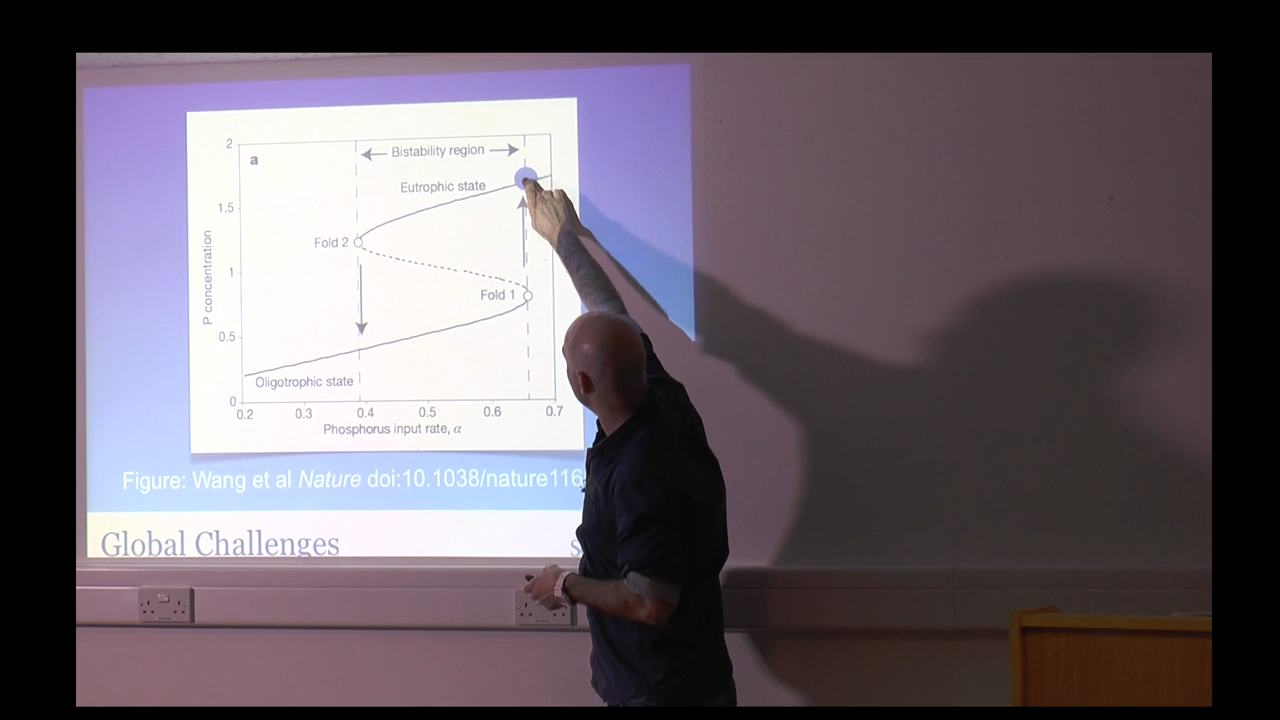 2
a
Bistability region
Eutrophic state
1.5
Fold 2
P concentration
1
Fold 1
0.5
Oligotrophic state
0
0.2 0.3 0.4 0.5 0.6 0.7
Phosphorus input rate, α
Figure: Wang et al Nature doi:10.1038/nature116
Global Challenges